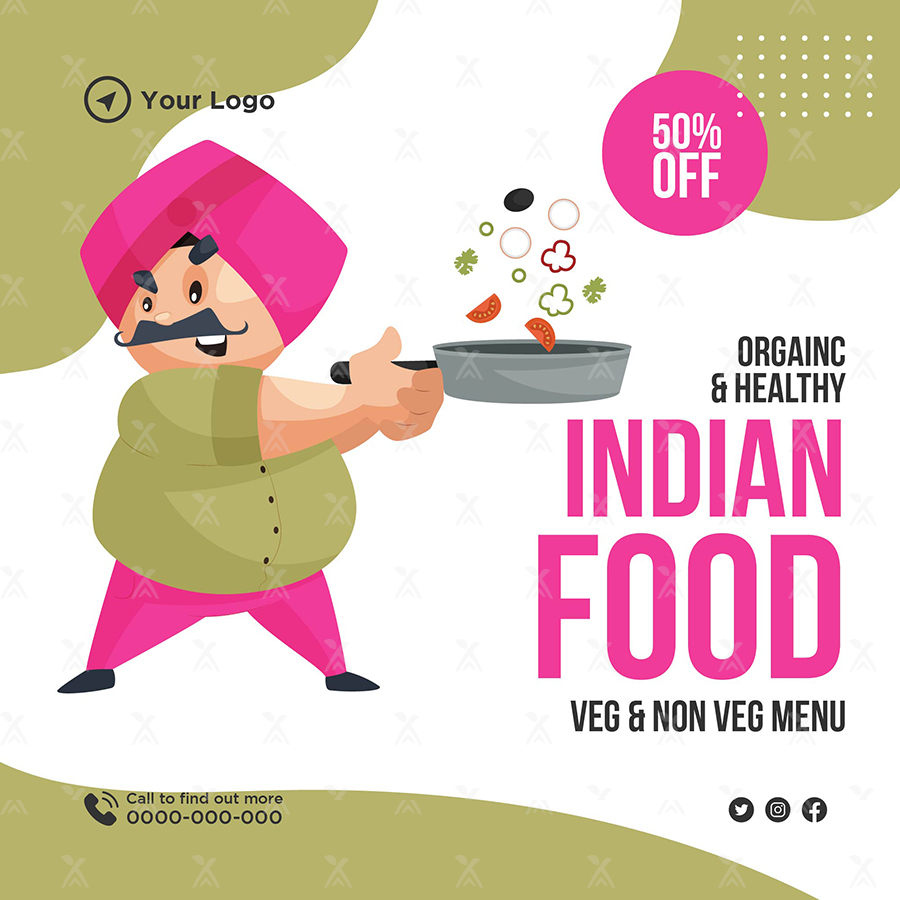 Your Logo
50%
OFF
ORGAINC
& HEALTHY
INDIAN
FOOD
VEG & NON VEG MENU
Call to find out more
0000-000-000